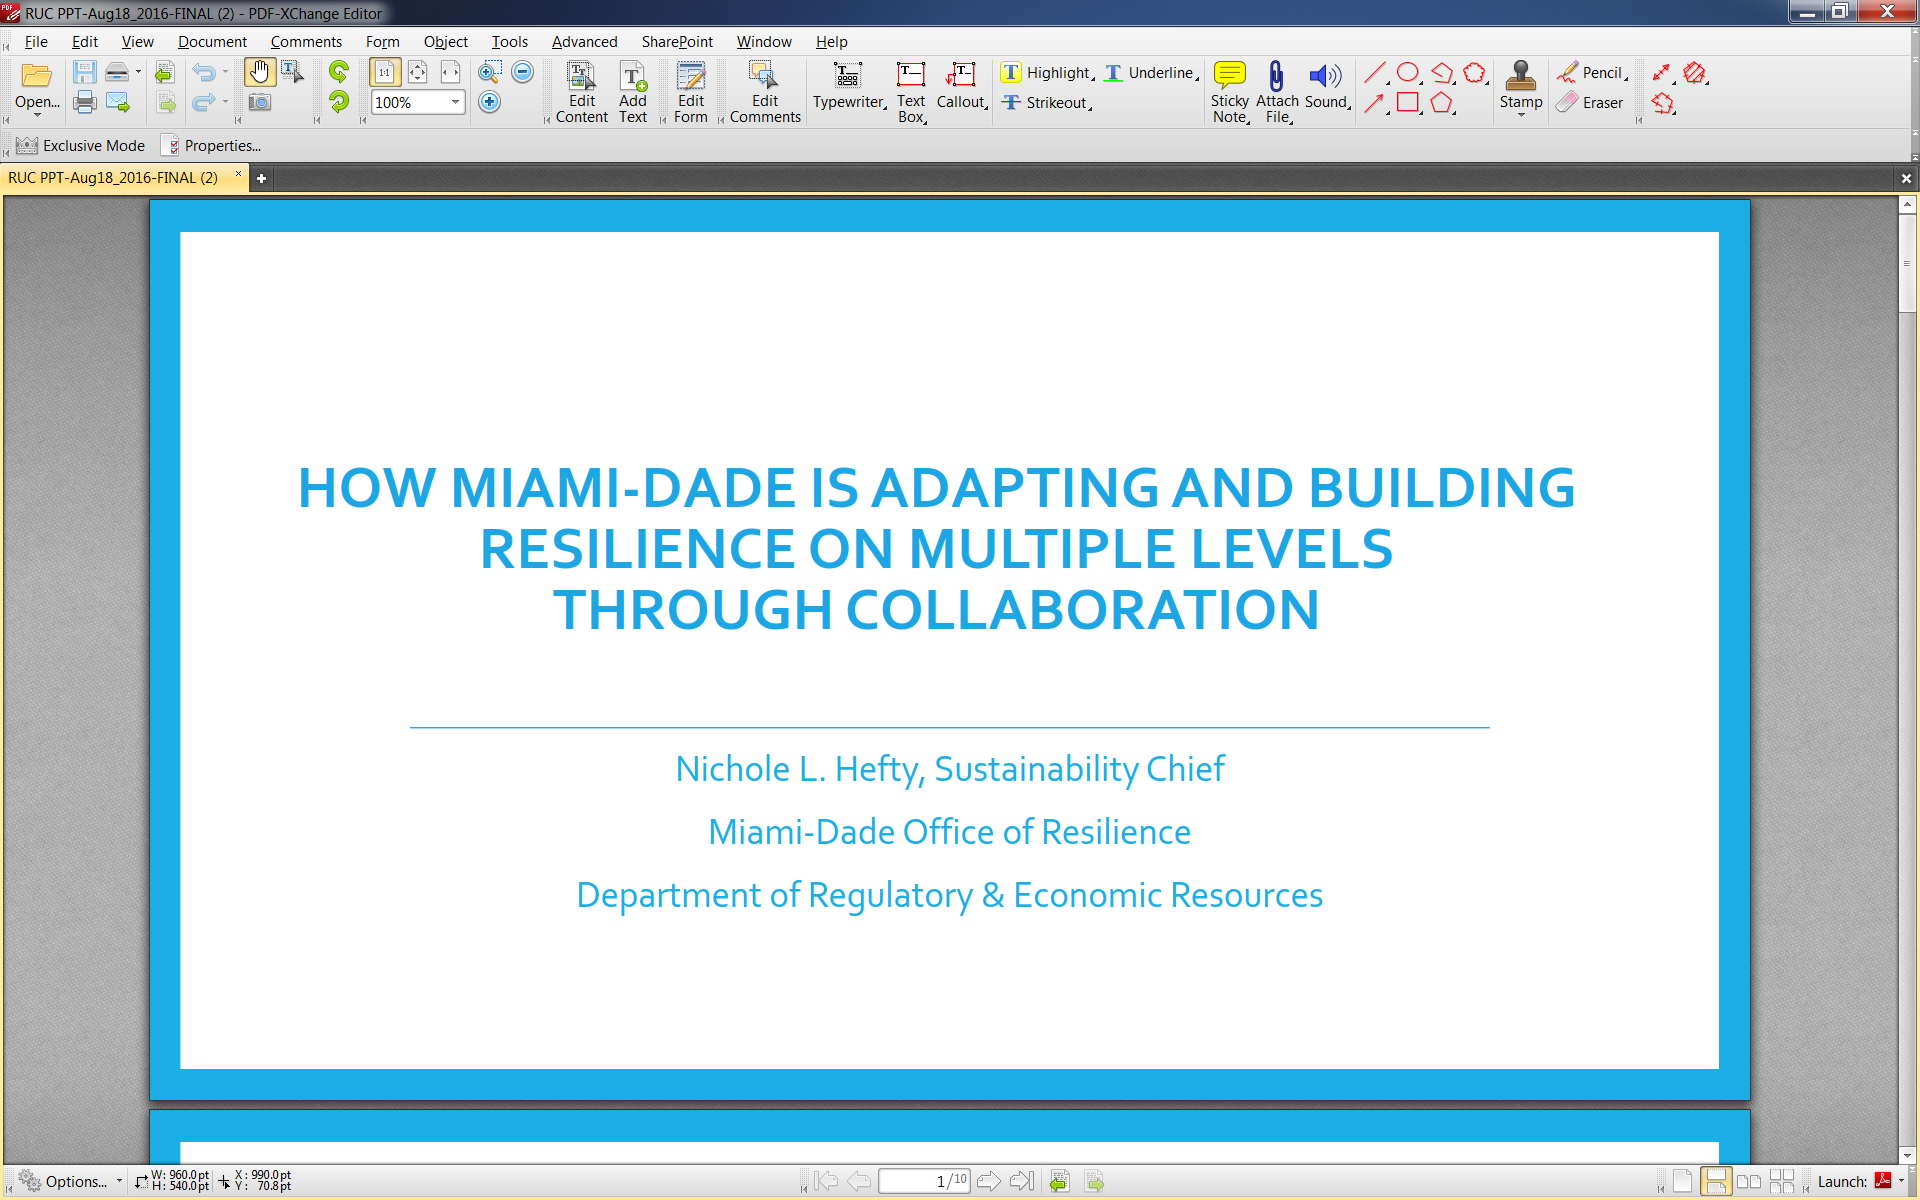 RUC PPT-Aug18_2016-FINAL (2) - PDF-XChange Editor
File Edit View Document Comments Form Object Tools Advanced SharePoint Window Help
Open...
1:1
100%
Edit Content
Add Text
Edit Form
Edit Comments
Typewriter
Text Box
Callout
Highlight
Underline
Strikeout
Sticky Note
Attach File
Sound
Stamp
Pencil
Eraser
Exclusive Mode Properties...
RUC PPT-Aug18_2016-FINAL (2)
HOW MIAMI-DADE IS ADAPTING AND BUILDING
RESILIENCE ON MULTIPLE LEVELS
THROUGH COLLABORATION
Nichole L. Hefty, Sustainability Chief
Miami-Dade Office of Resilience
Department of Regulatory & Economic Resources
Options...
W: 960.0 pt X: 990.0 pt
H: 540.0 pt Y: 70.8 pt
1/10
Launch: